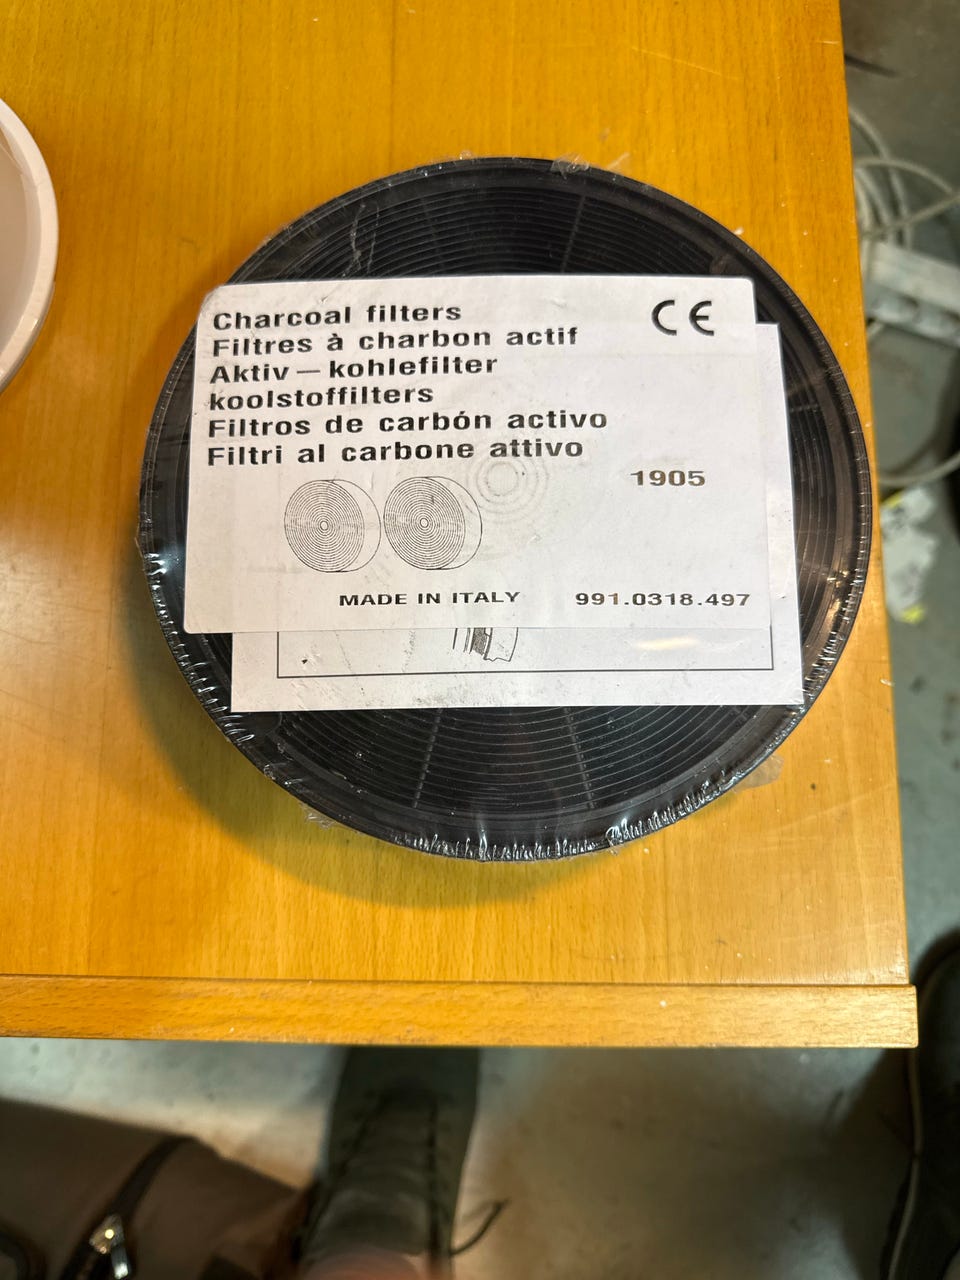 Charcoal filters
CE
Filtres à charbon actif
Aktiv — kohlefilter
koolstoffilters
Filtros de carbón activo
Filtri al carbone attivo
1905
MADE IN ITALY
991.0318.497